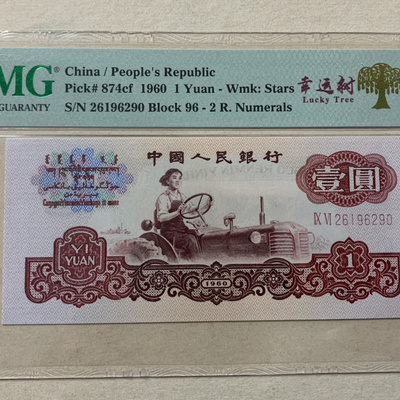 MG®
GUARANTY
China / People's Republic
Pick# 874cf 1960 1 Yuan - Wmk: Stars
S/N 26196290 Block 96 - 2 R. Numerals
幸运树
Lucky Tree
中國人民銀行
壹圓
IX VI 26196290
YI
YUAN
1960
1